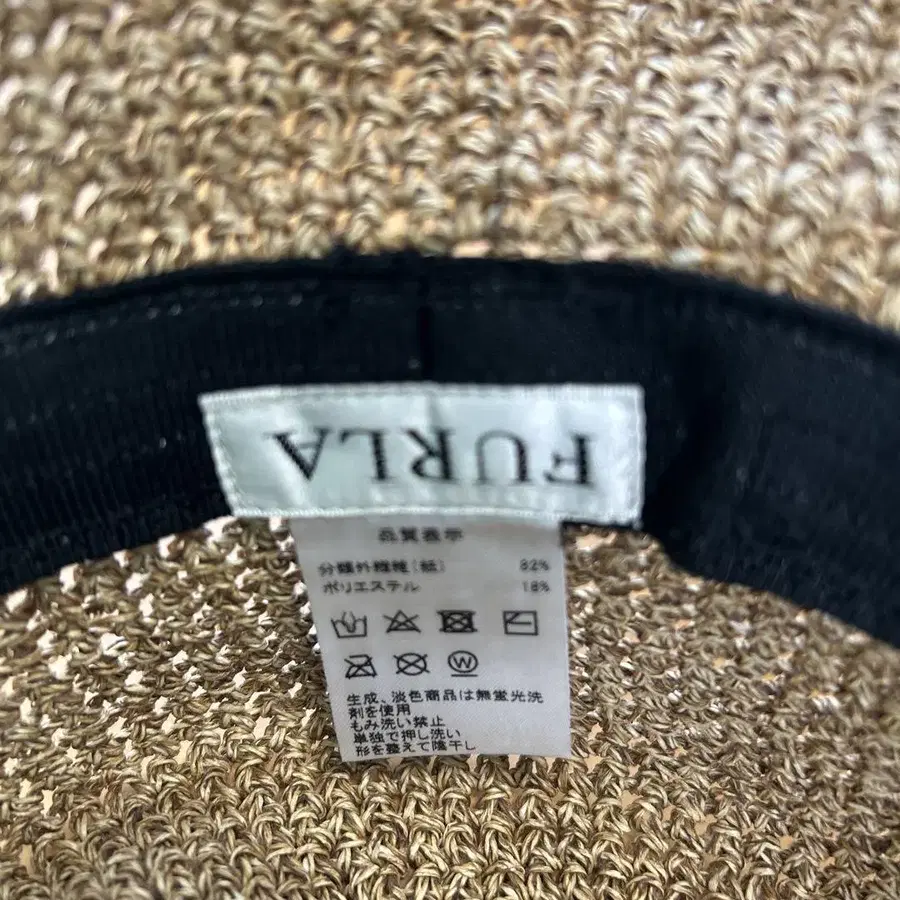 FURLA
品質表示
分類外繊維(紙) 82%
ポリエステル 18%
W
生成、淡色商品は無蛍光洗
剤を使用
もみ洗い禁止
単独で押し洗い
形を整えて陰干し